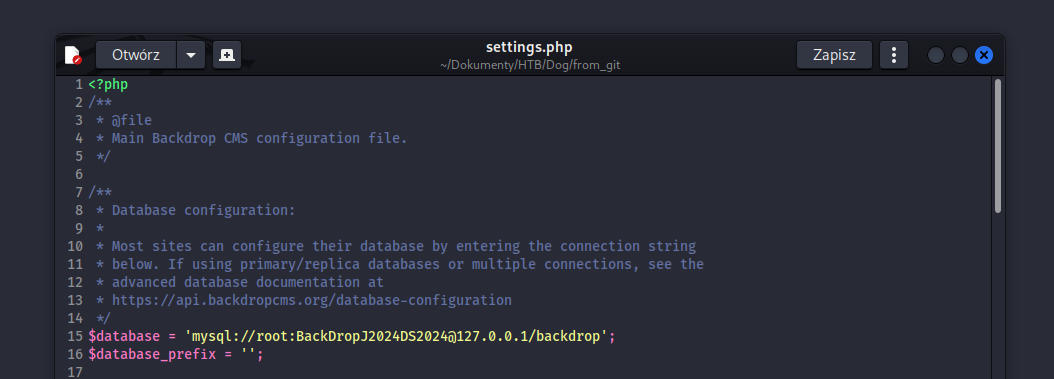 Otwórz
settings.php
~/Dokumenty/HTB/Dog/from_git
Zapisz
1 <?php
2 /**
3  * @file
4  * Main Backdrop CMS configuration file.
5  */
6
7 /**
8  * Database configuration:
9  *
10  * Most sites can configure their database by entering the connection string
11  * below. If using primary/replica databases or multiple connections, see the
12  * advanced database documentation at
13  * https://api.backdropcms.org/database-configuration
14  */
15 $database = 'mysql://root:BackDropJ2024DS2024@127.0.0.1/backdrop';
16 $database_prefix = '';
17